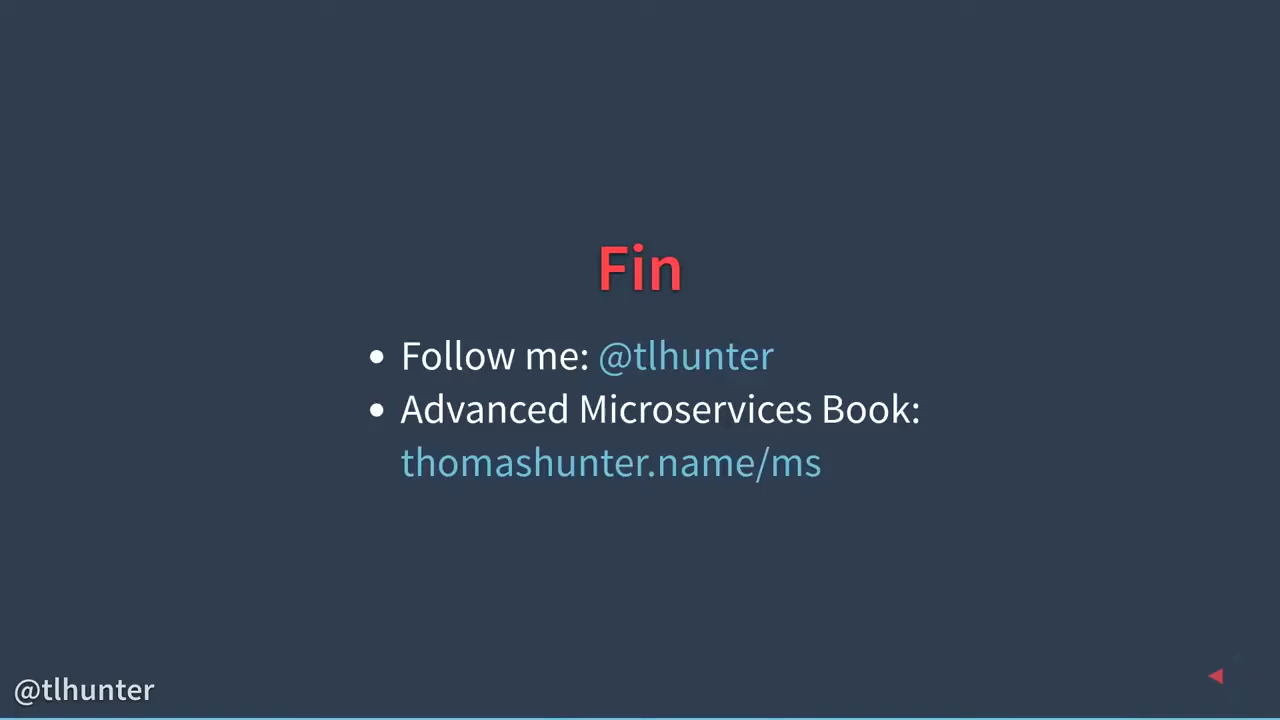 Fin
Follow me: @tlhunter
Advanced Microservices Book:
thomashunter.name/ms
@tlhunter